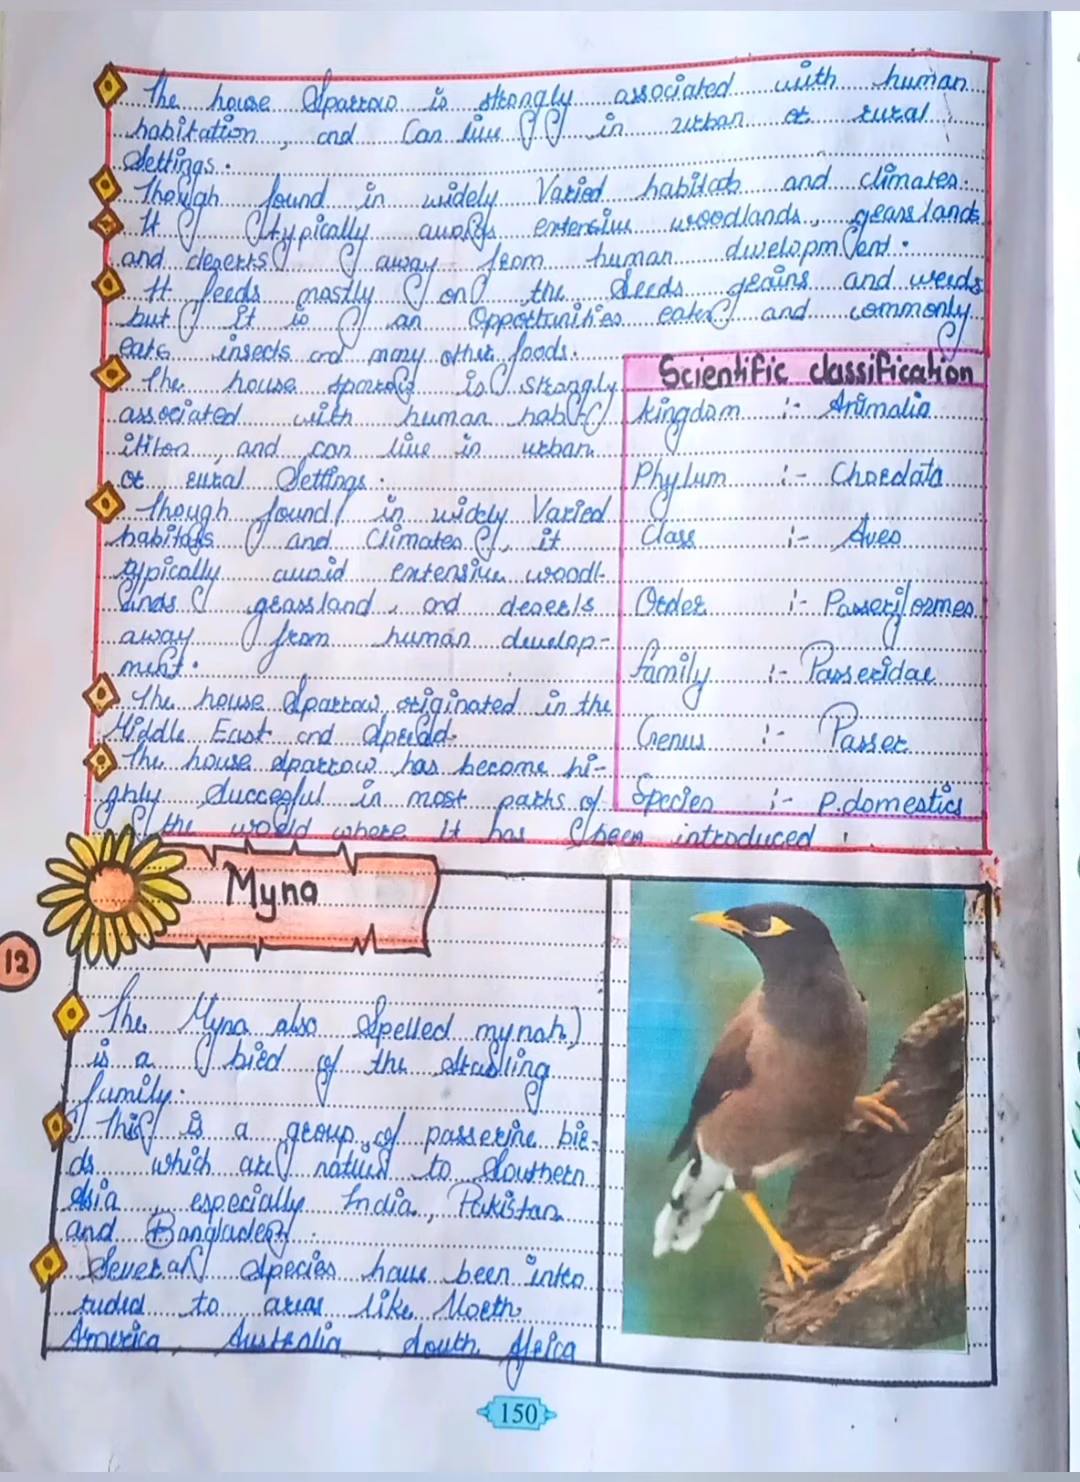 The house Sparrow is strongly associated with human
habitation, and Can live in urban or rural
Settings.
Though found in widely Varied habitats and climates.
It typically avoids extensive woodlands, grasslands
and deserts away from human development.
It feeds mostly on the Seeds grains and weeds
but it is an Opportunities eater and commonly
eats insects and many other foods.
The house sparrow is strongly
associated with human habit-
ition, and can live in urban
or rural Settings.
Though found in widely Varied
habitats and Climates, it
typically avoid extensive woodl-
ands grassland, and deserts
away from human develop-
ment.
The house Sparrow originated in the
Middle East and spread.
The house sparrow has become hi-
ghly succesful in most parts of
the world where it has been introduced
Scientific classification
Kingdom :- Animalia
Phylum :- Chordata
Class :- Aves
Order :- Passeriformes
Family :- Passeridae
Genus :- Passer
Species :- P.domestics
Myna
12
The Myna also Spelled mynah)
is a bird of the starling
family.
This is a group of passerine bir-
ds which are native to Southern
Asia, especially India, Pakistan
and Bangladesh.
Several Species have been intro
duced to areas like North
America, Australia South Africa
150